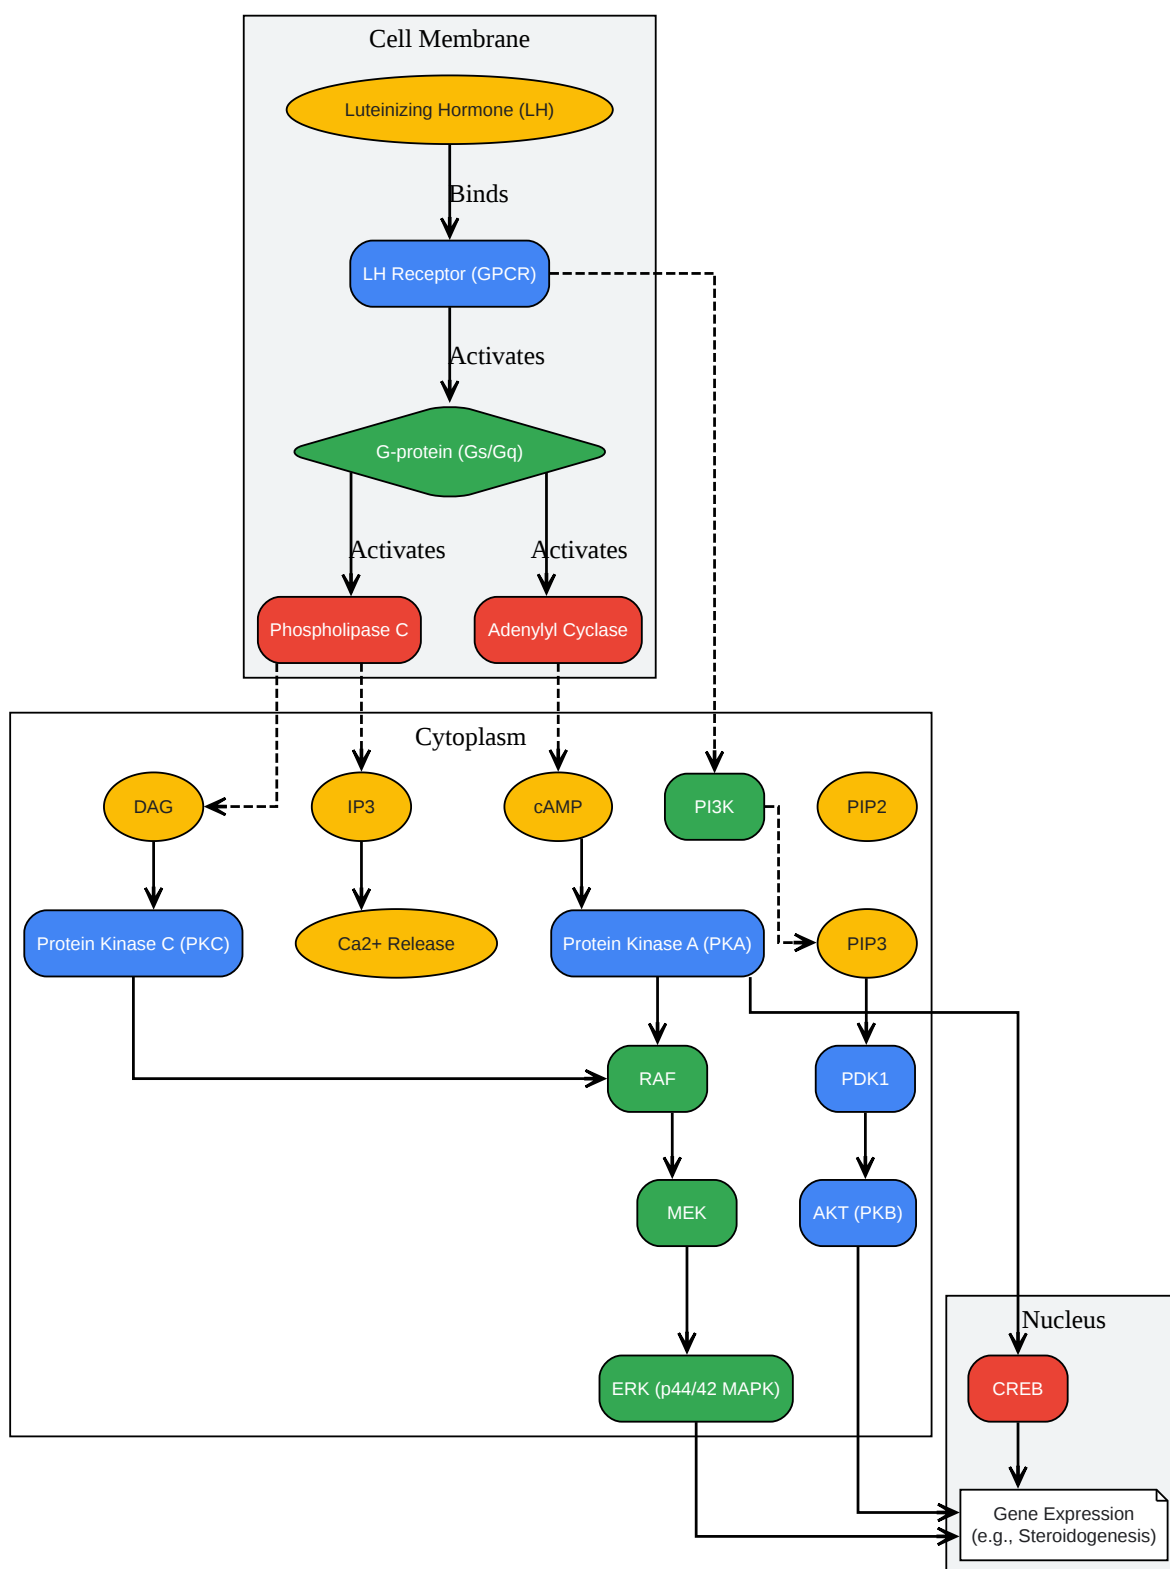 Cell Membrane
Luteinizing Hormone (LH)
Binds
LH Receptor (GPCR)
Activates
G-protein (Gs/Gq)
Activates
Activates
Phospholipase C
Adenylyl Cyclase
Cytoplasm
DAG
IP3
cAMP
PI3K
PIP2
Protein Kinase C (PKC)
Ca2+ Release
Protein Kinase A (PKA)
PIP3
RAF
PDK1
MEK
AKT (PKB)
Nucleus
ERK (p44/42 MAPK)
CREB
Gene Expression
(e.g., Steroidogenesis)